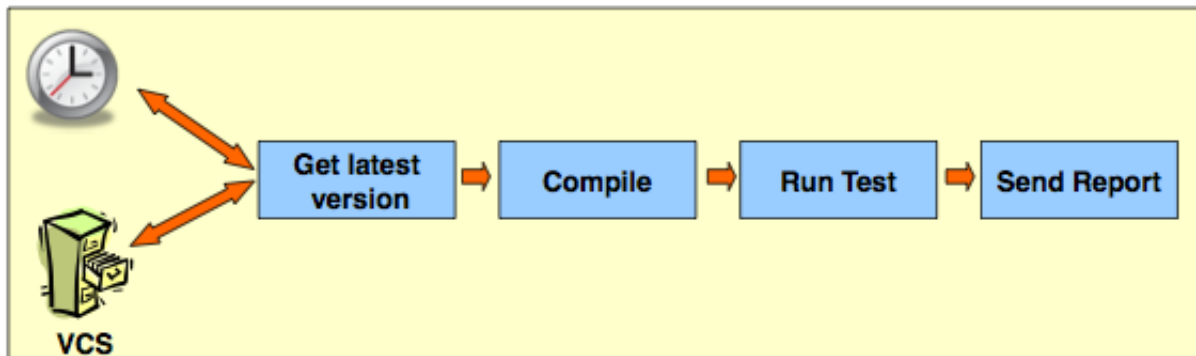 Get latest
version
Compile
Run Test
Send Report
VCS